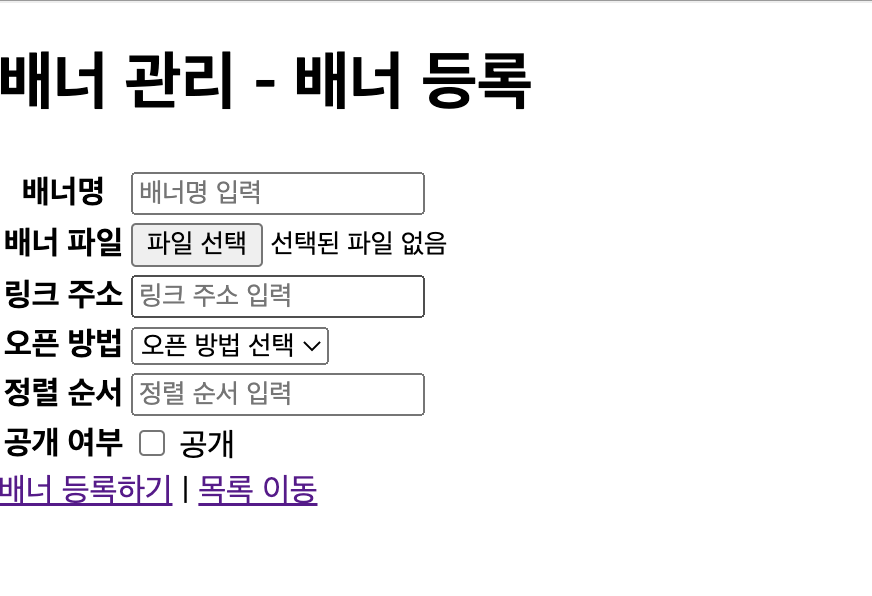 배너 관리 - 배너 등록
배너명 배너명 입력
배너 파일 파일 선택 선택된 파일 없음
링크 주소 링크 주소 입력
오픈 방법 오픈 방법 선택
정렬 순서 정렬 순서 입력
공개 여부 공개
배너 등록하기 | 목록 이동